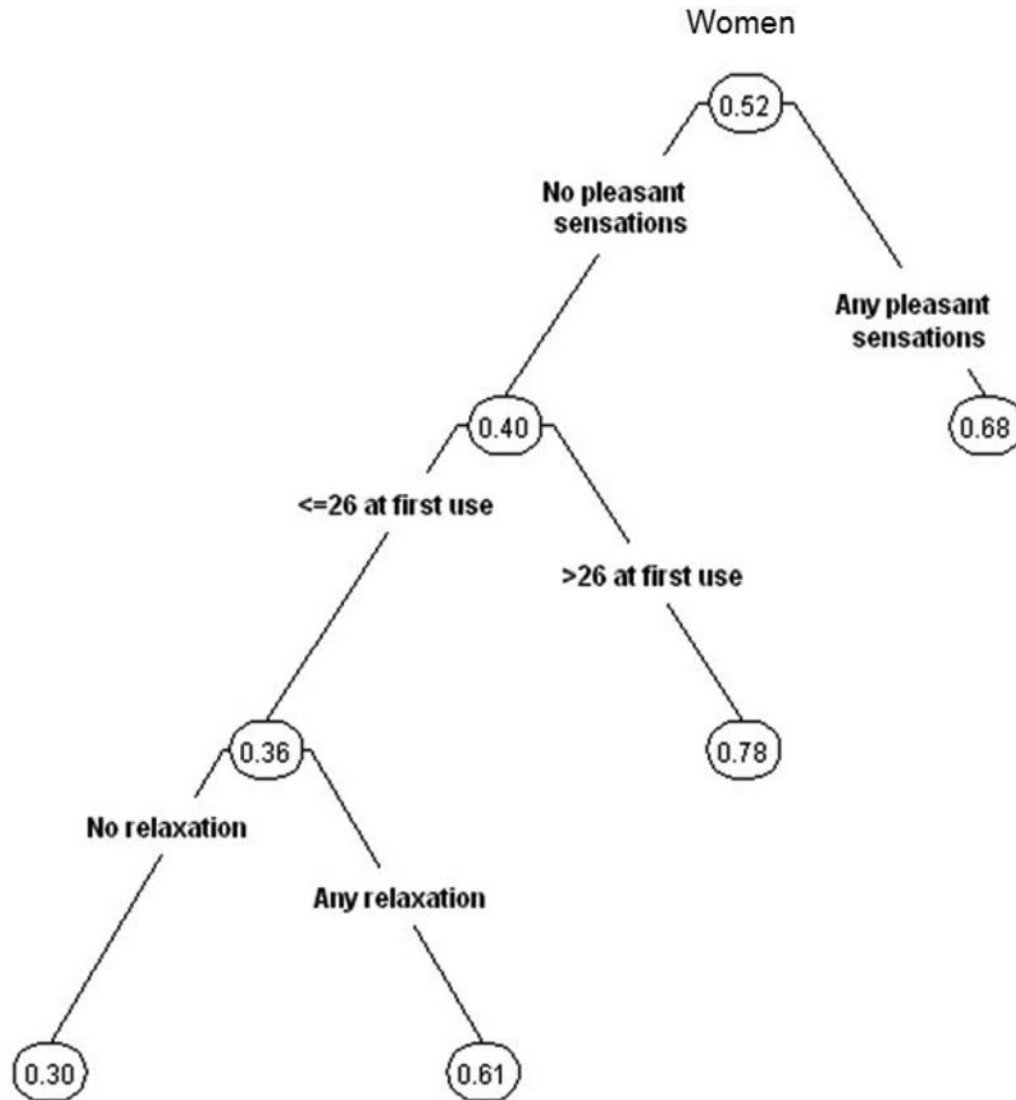 Women
0.52
No pleasant
sensations
Any pleasant
sensations
0.40
0.68
<=26 at first use
>26 at first use
0.36
0.78
No relaxation
Any relaxation
0.30
0.61